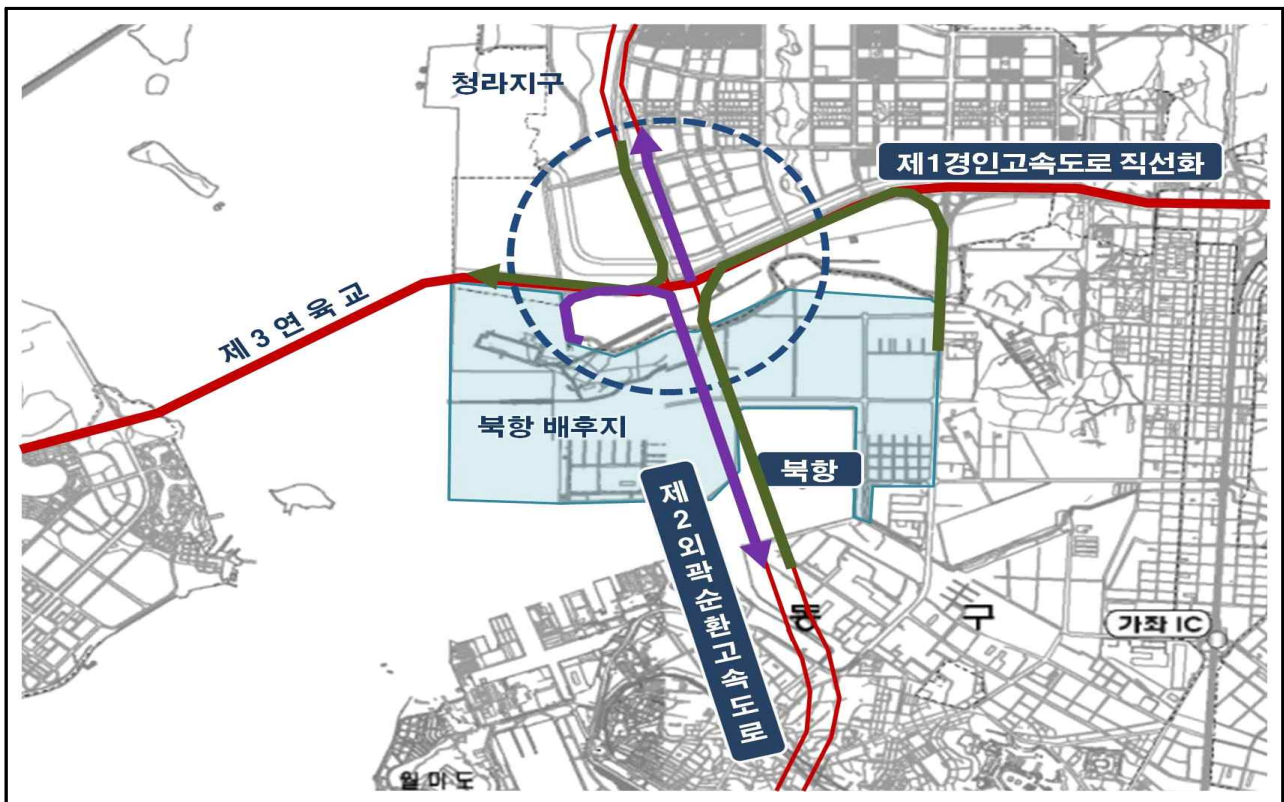 청라지구
제1경인고속도로 직선화
제 3 연 육 교
북항 배후지
북항
제2외곽순환고속도로
동 구
가좌 IC
월 미 도